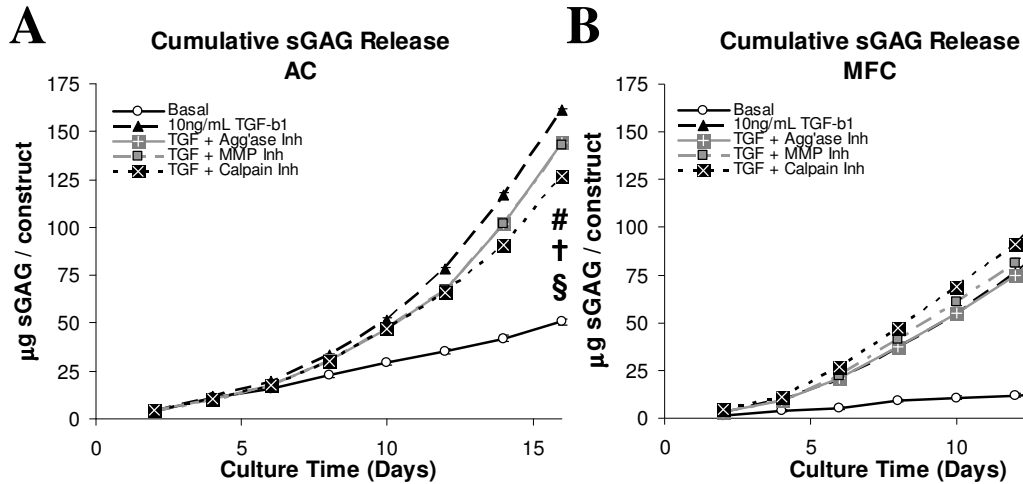 A
Cumulative sGAG Release
AC
175
150
125
100
75
50
25
0
µg sGAG / construct
Basal
10ng/mL TGF-b1
TGF + Agg'ase Inh
TGF + MMP Inh
TGF + Calpain Inh
#
†
§
0
5
10
15
Culture Time (Days)
B
Cumulative sGAG Release
MFC
175
150
125
100
75
50
25
0
µg sGAG / construct
Basal
10ng/mL TGF-b1
TGF + Agg'ase Inh
TGF + MMP Inh
TGF + Calpain Inh
0
5
10
Culture Time (Days)